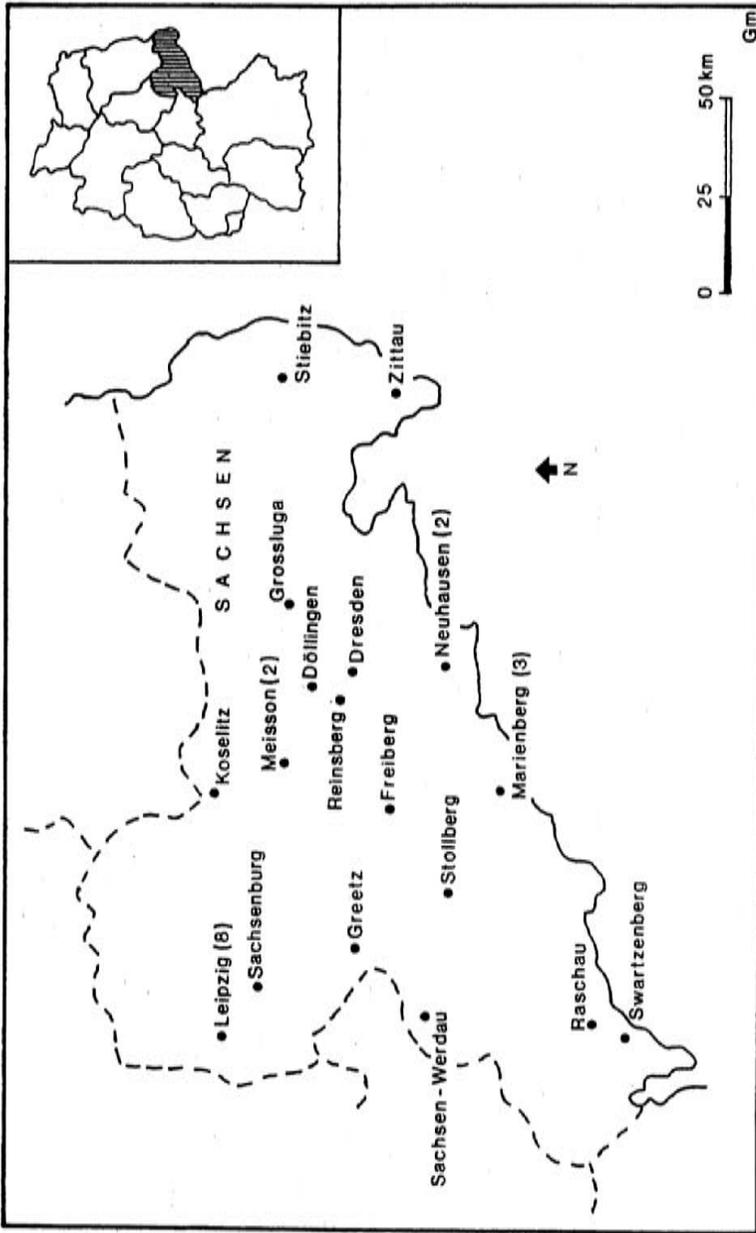 SACHSEN
Koselitz
Leipzig (8)
Sachsenburg
Meisson (2)
Grossluga
Stiebitz
Döllingen
Reinsberg
Dresden
Greetz
Freiberg
Zittau
Sachsen-Werdau
Stollberg
Neuhausen (2)
Marienberg (3)
Raschau
Swartzenberg
N
0 25 50 km
Gm